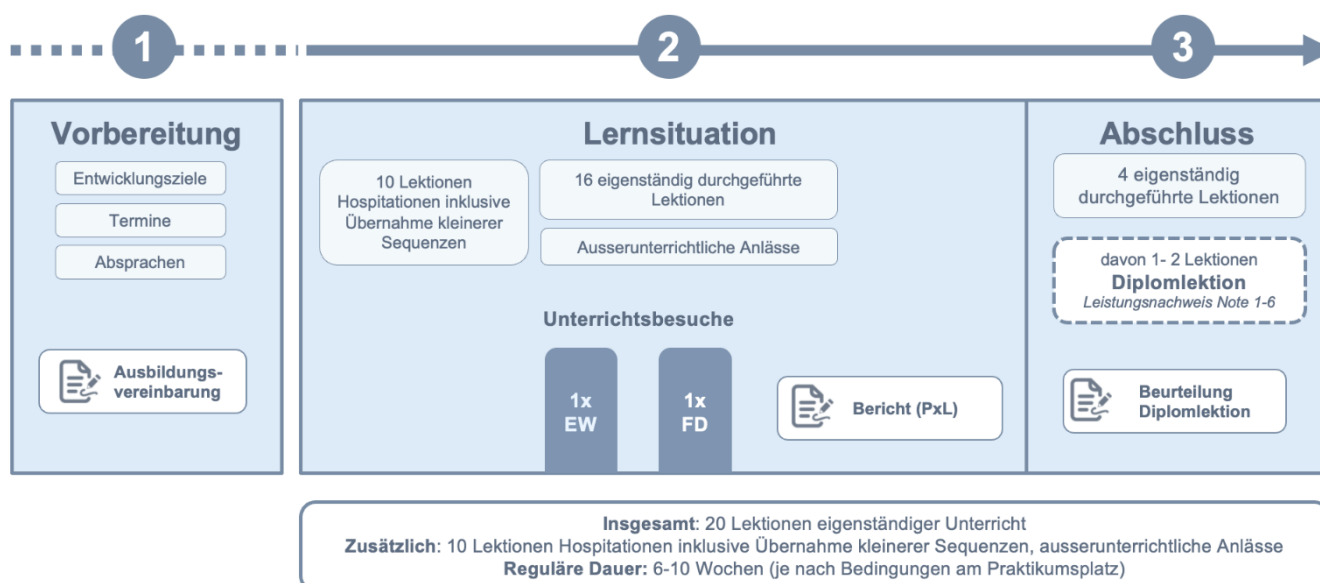 1
2
3
Vorbereitung
Entwicklungsziele
Termine
Absprachen
Ausbildungs-
vereinbarung
Lernsituation
10 Lektionen
Hospitationen inklusive
Übernahme kleinerer
Sequenzen
16 eigenständig durchgeführte
Lektionen
Ausserunterrichtliche Anlässe
Unterrichtsbesuche
1x
EW
1x
FD
Bericht (PxL)
Abschluss
4 eigenständig
durchgeführte Lektionen
davon 1- 2 Lektionen
Diplomlektion
Leistungsnachweis Note 1-6
Beurteilung
Diplomlektion
Insgesamt: 20 Lektionen eigenständiger Unterricht
Zusätzlich: 10 Lektionen Hospitationen inklusive Übernahme kleinerer Sequenzen, ausserunterrichtliche Anlässe
Reguläre Dauer: 6-10 Wochen (je nach Bedingungen am Praktikumsplatz)